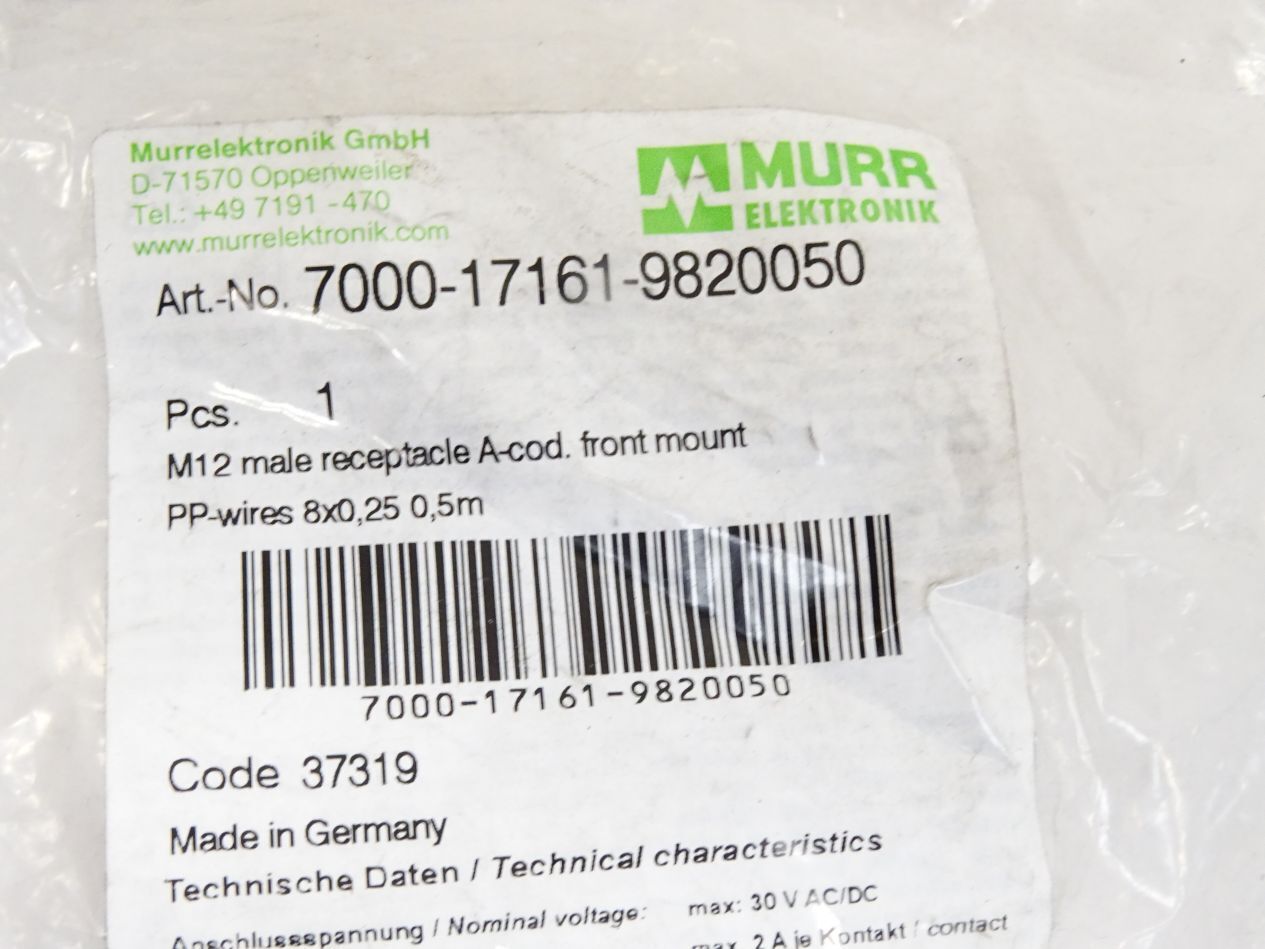 Murrelektronik GmbH
D-71570 Oppenweiler
Tel.: +49 7191 -470
www.murrelektronik.com
MURR
ELEKTRONIK
Art.-No. 7000-17161-9820050
Pcs. 1
M12 male receptacle A-cod. front mount
PP-wires 8x0,25 0,5m
7000-17161-9820050
Code 37319
Made in Germany
Technische Daten / Technical characteristics
Anschlussspannung / Nominal voltage: max: 30 V AC/DC
max. 2 A je Kontakt / contact